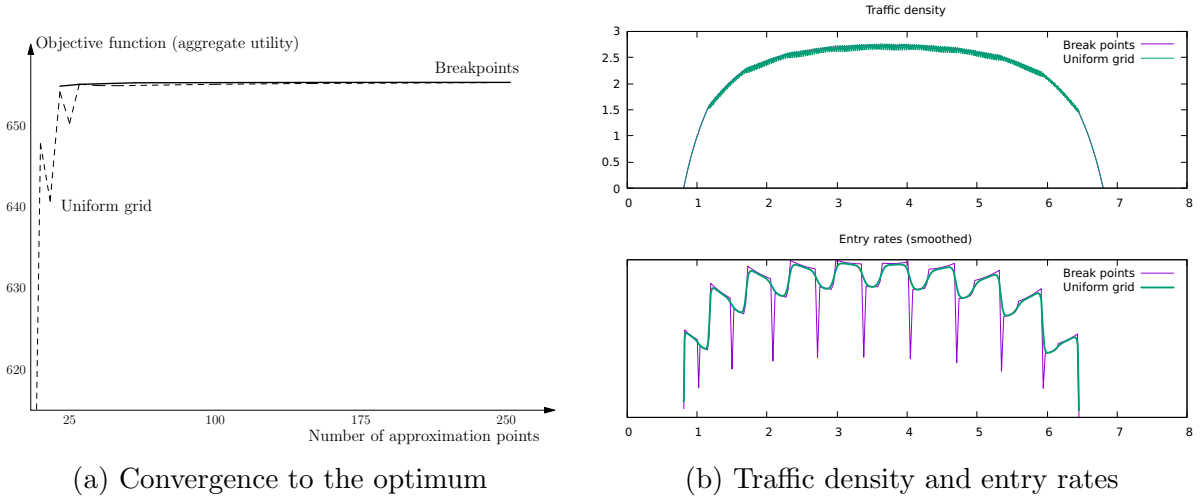 Objective function (aggregate utility)
Breakpoints
650
640
Uniform grid
630
620
25 100 175 250
Number of approximation points
(a) Convergence to the optimum
Traffic density
3
2.5
2
1.5
1
0.5
0
Break points
Uniform grid
0 1 2 3 4 5 6 7 8
Entry rates (smoothed)
Break points
Uniform grid
0 1 2 3 4 5 6 7 8
(b) Traffic density and entry rates